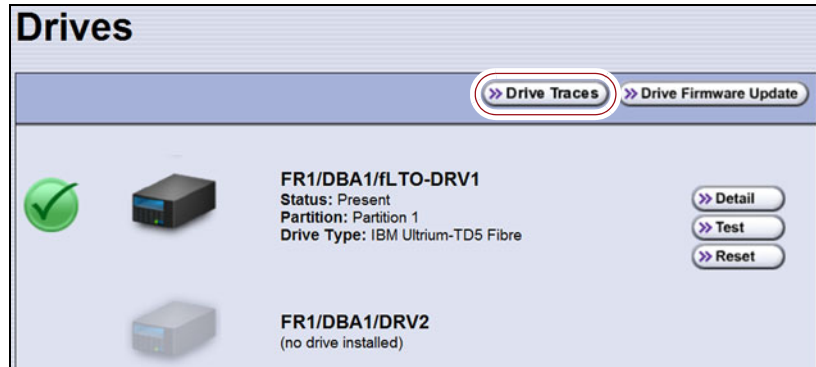 Drives
>> Drive Traces
>> Drive Firmware Update
FR1/DBA1/fLTO-DRV1
Status: Present
Partition: Partition 1
Drive Type: IBM Ultrium-TD5 Fibre
>> Detail
>> Test
>> Reset
FR1/DBA1/DRV2
(no drive installed)